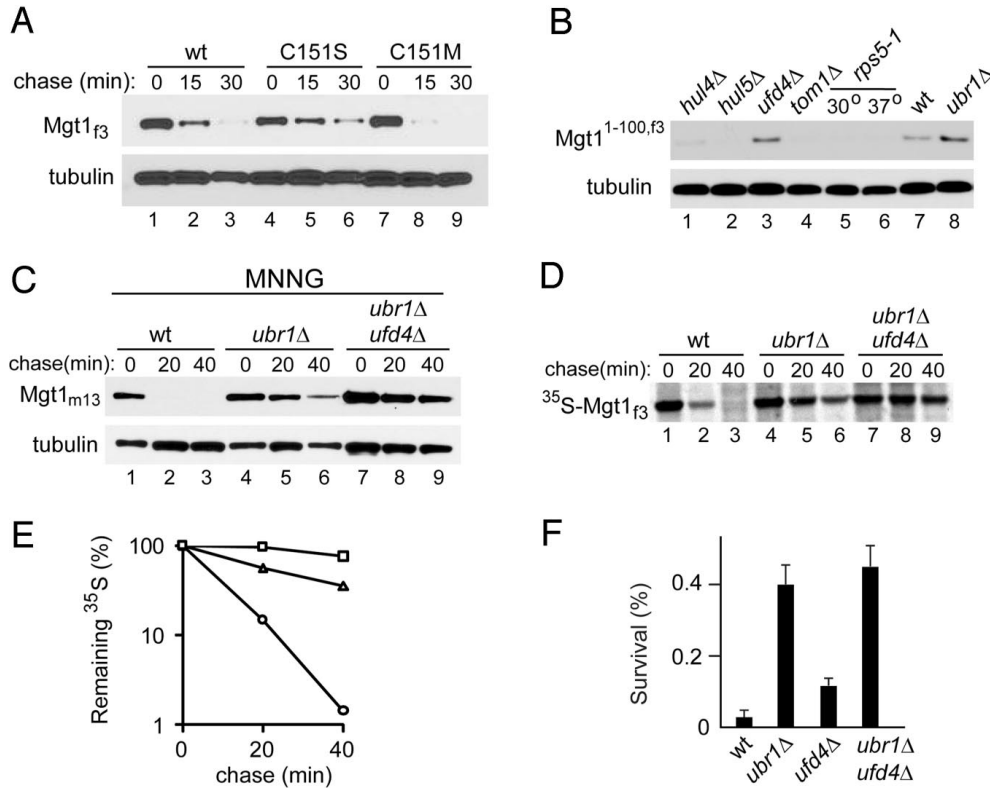 A
wt C151S C151M
chase (min): 0 15 30 0 15 30 0 15 30
Mgt1f3
tubulin
1 2 3 4 5 6 7 8 9
B
hul4Δ hul5Δ ufd4Δ tom1Δ rps5-1 30° 37° wt ubr1Δ
Mgt1 1-100,f3
tubulin
1 2 3 4 5 6 7 8
C
MNNG
ubr1Δ
wt ubr1Δ ufd4Δ
chase(min): 0 20 40 0 20 40 0 20 40
Mgt1m13
tubulin
1 2 3 4 5 6 7 8 9
D
ubr1Δ
wt ubr1Δ ufd4Δ
chase(min): 0 20 40 0 20 40 0 20 40
35S-Mgt1f3
1 2 3 4 5 6 7 8 9
E
Remaining 35S (%)
100
10
1
0 20 40
chase (min)
F
Survival (%)
0.4
0.2
0
wt ubr1Δ ufd4Δ ubr1Δ
ufd4Δ